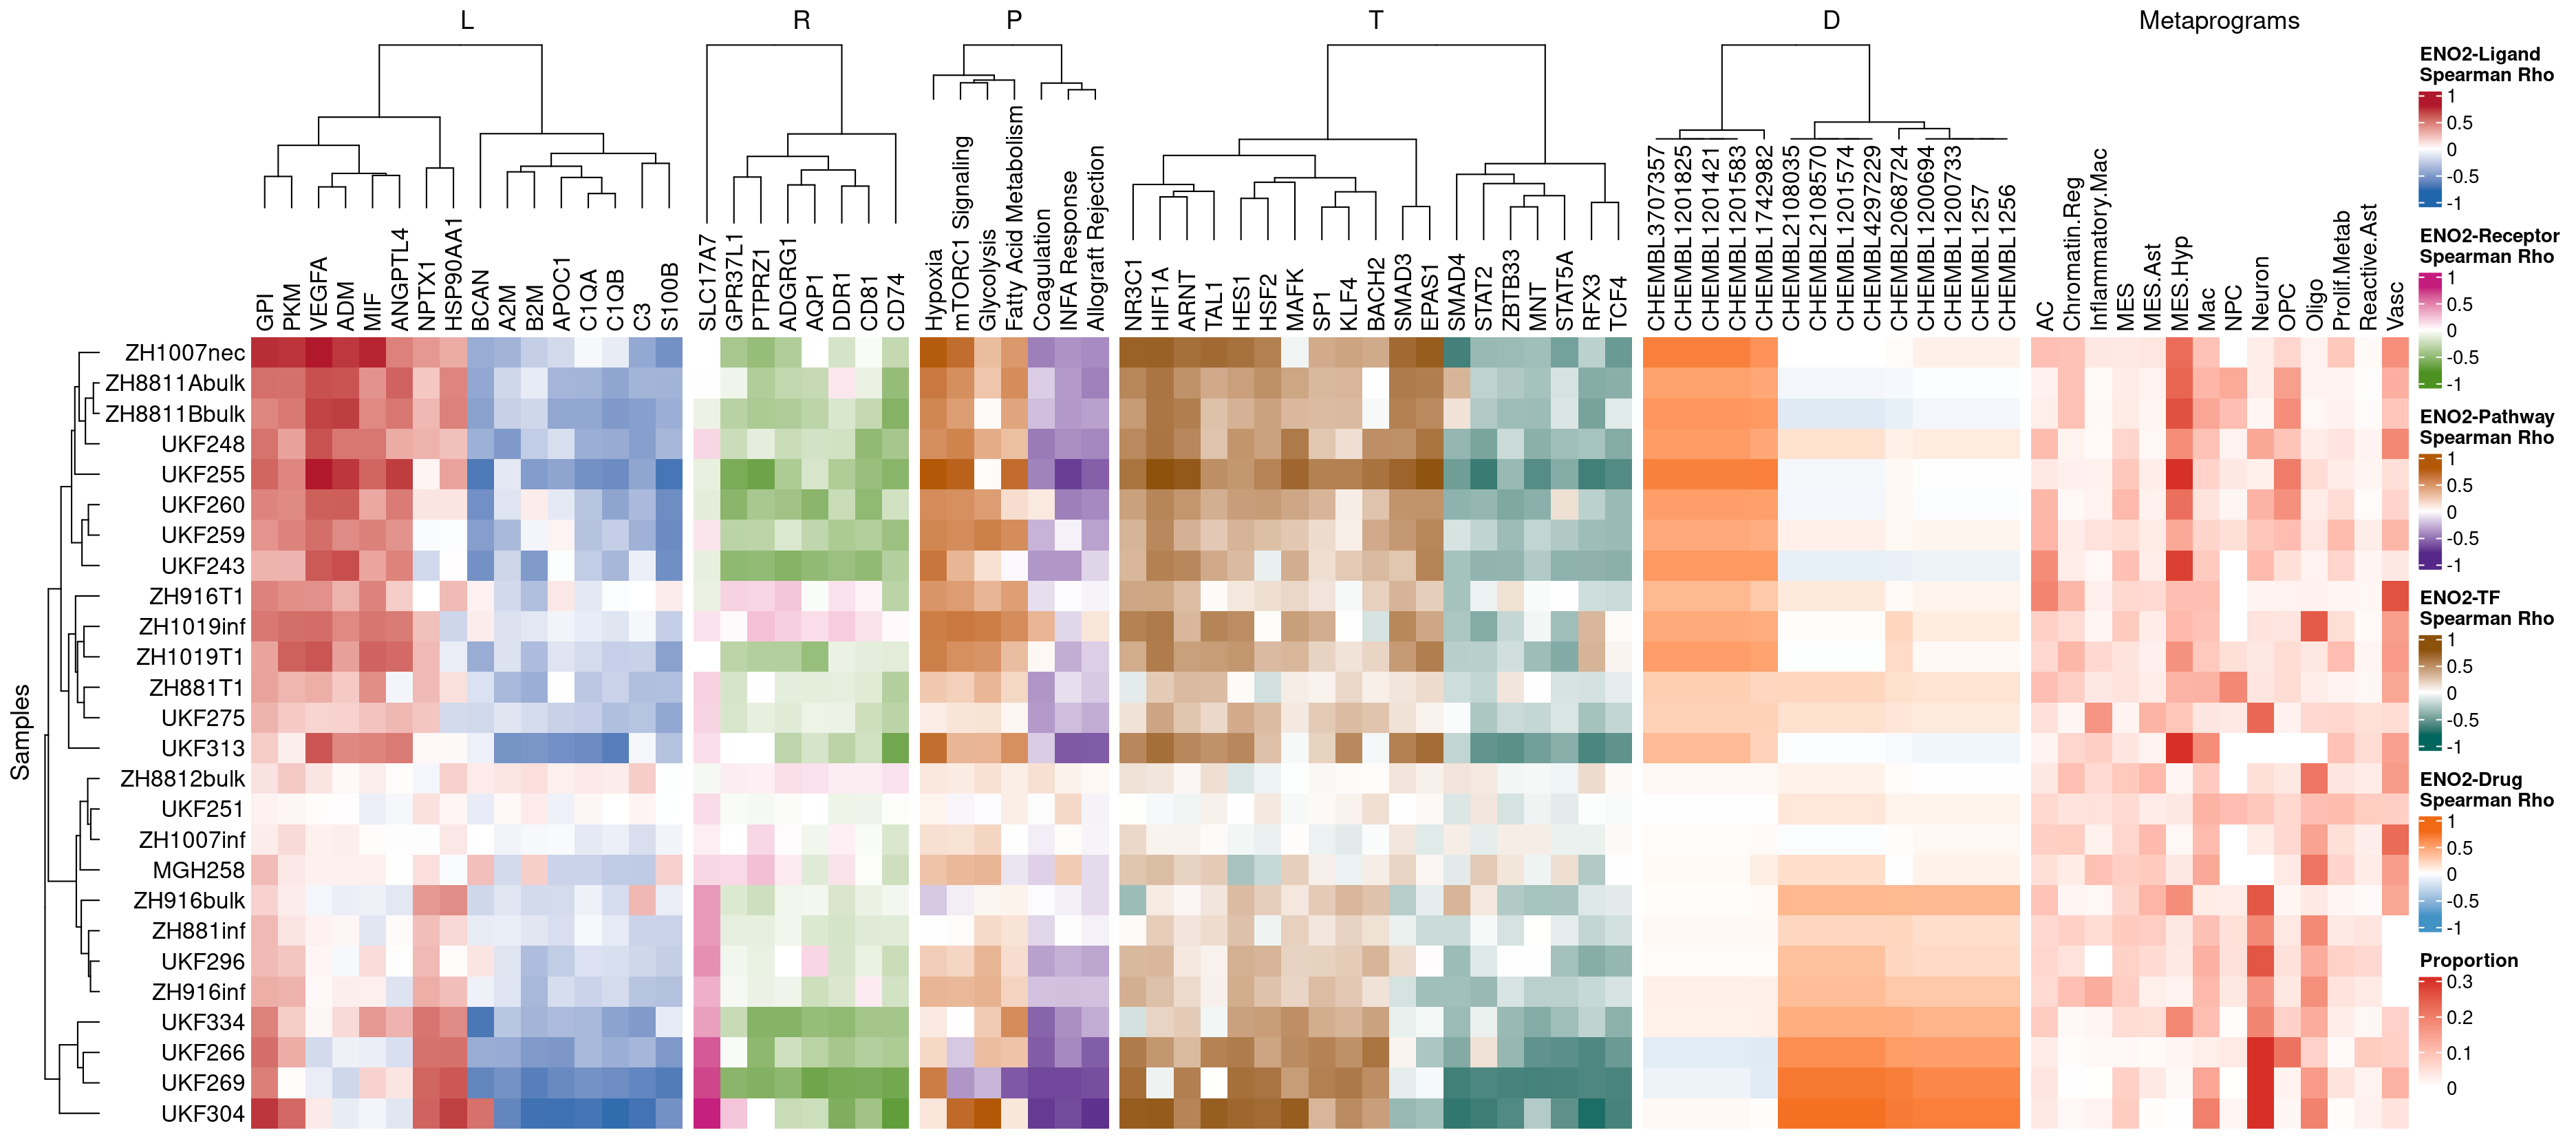 L
R
P
T
D
Metaprograms
GPI
PKM
VEGFA
ADM
MIF
ANGPTL4
NPTX1
HSP90AA1
BCAN
A2M
B2M
APOC1
C1QA
C1QB
C3
S100B
SLC17A7
GPR37L1
PTPRZ1
ADGRG1
AQP1
DDR1
CD81
CD74
Hypoxia
mTORC1 Signaling
Glycolysis
Fatty Acid Metabolism
Coagulation
INFA Response
Allograft Rejection
NR3C1
HIF1A
ARNT
TAL1
HES1
HSF2
MAFK
SP1
KLF4
BACH2
SMAD3
EPAS1
SMAD4
STAT2
ZBTB33
MNT
STAT5A
RFX3
TCF4
CHEMBL3707357
CHEMBL1201825
CHEMBL1201421
CHEMBL1201583
CHEMBL1742982
CHEMBL2108035
CHEMBL2108570
CHEMBL1201574
CHEMBL4297229
CHEMBL2068724
CHEMBL1200694
CHEMBL1200733
CHEMBL1257
CHEMBL1256
AC
Chromatin.Reg
Inflammatory.Mac
MES
MES.Ast
MES.Hyp
Mac
NPC
Neuron
OPC
Oligo
Prolif.Metab
Reactive.Ast
Vasc
Samples
ZH1007nec
ZH8811Abulk
ZH8811Bbulk
UKF248
UKF255
UKF260
UKF259
UKF243
ZH916T1
ZH1019inf
ZH1019T1
ZH881T1
UKF275
UKF313
ZH8812bulk
UKF251
ZH1007inf
MGH258
ZH916bulk
ZH881inf
UKF296
ZH916inf
UKF334
UKF266
UKF269
UKF304
ENO2-Ligand
Spearman Rho
1
0.5
0
-0.5
-1
ENO2-Receptor
Spearman Rho
1
0.5
0
-0.5
-1
ENO2-Pathway
Spearman Rho
1
0.5
0
-0.5
-1
ENO2-TF
Spearman Rho
1
0.5
0
-0.5
-1
ENO2-Drug
Spearman Rho
1
0.5
0
-0.5
-1
Proportion
0.3
0.2
0.1
0